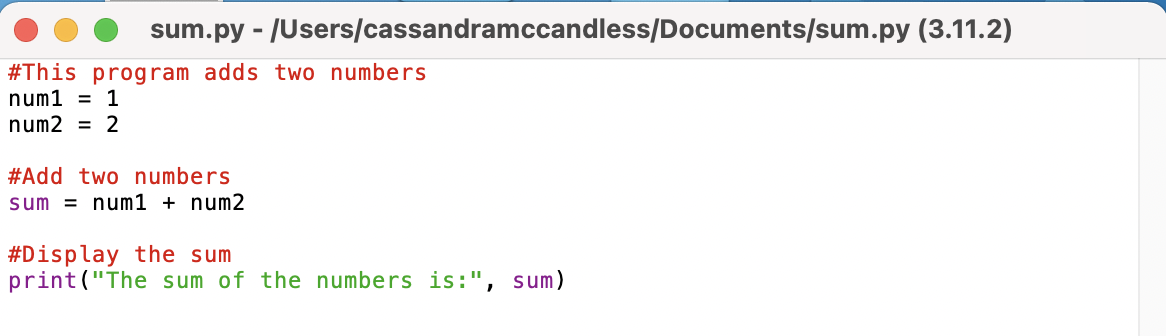 sum.py - /Users/cassandramccandless/Documents/sum.py (3.11.2)
#This program adds two numbers
num1 = 1
num2 = 2
#Add two numbers
sum = num1 + num2
#Display the sum
print("The sum of the numbers is:", sum)